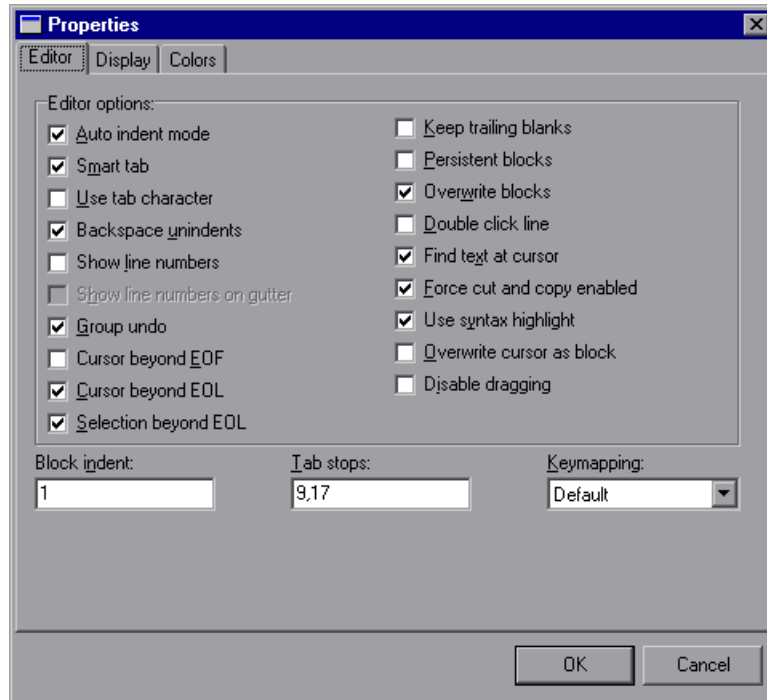 Properties
Editor
Display
Colors
Editor options:
Auto indent mode
Smart tab
Use tab character
Backspace unindents
Show line numbers
Show line numbers on gutter
Group undo
Cursor beyond EOF
Cursor beyond EOL
Selection beyond EOL
Keep trailing blanks
Persistent blocks
Overwrite blocks
Double click line
Find text at cursor
Force cut and copy enabled
Use syntax highlight
Overwrite cursor as block
Disable dragging
Block indent:
1
Tab stops:
9,17
Keymapping:
Default
OK
Cancel